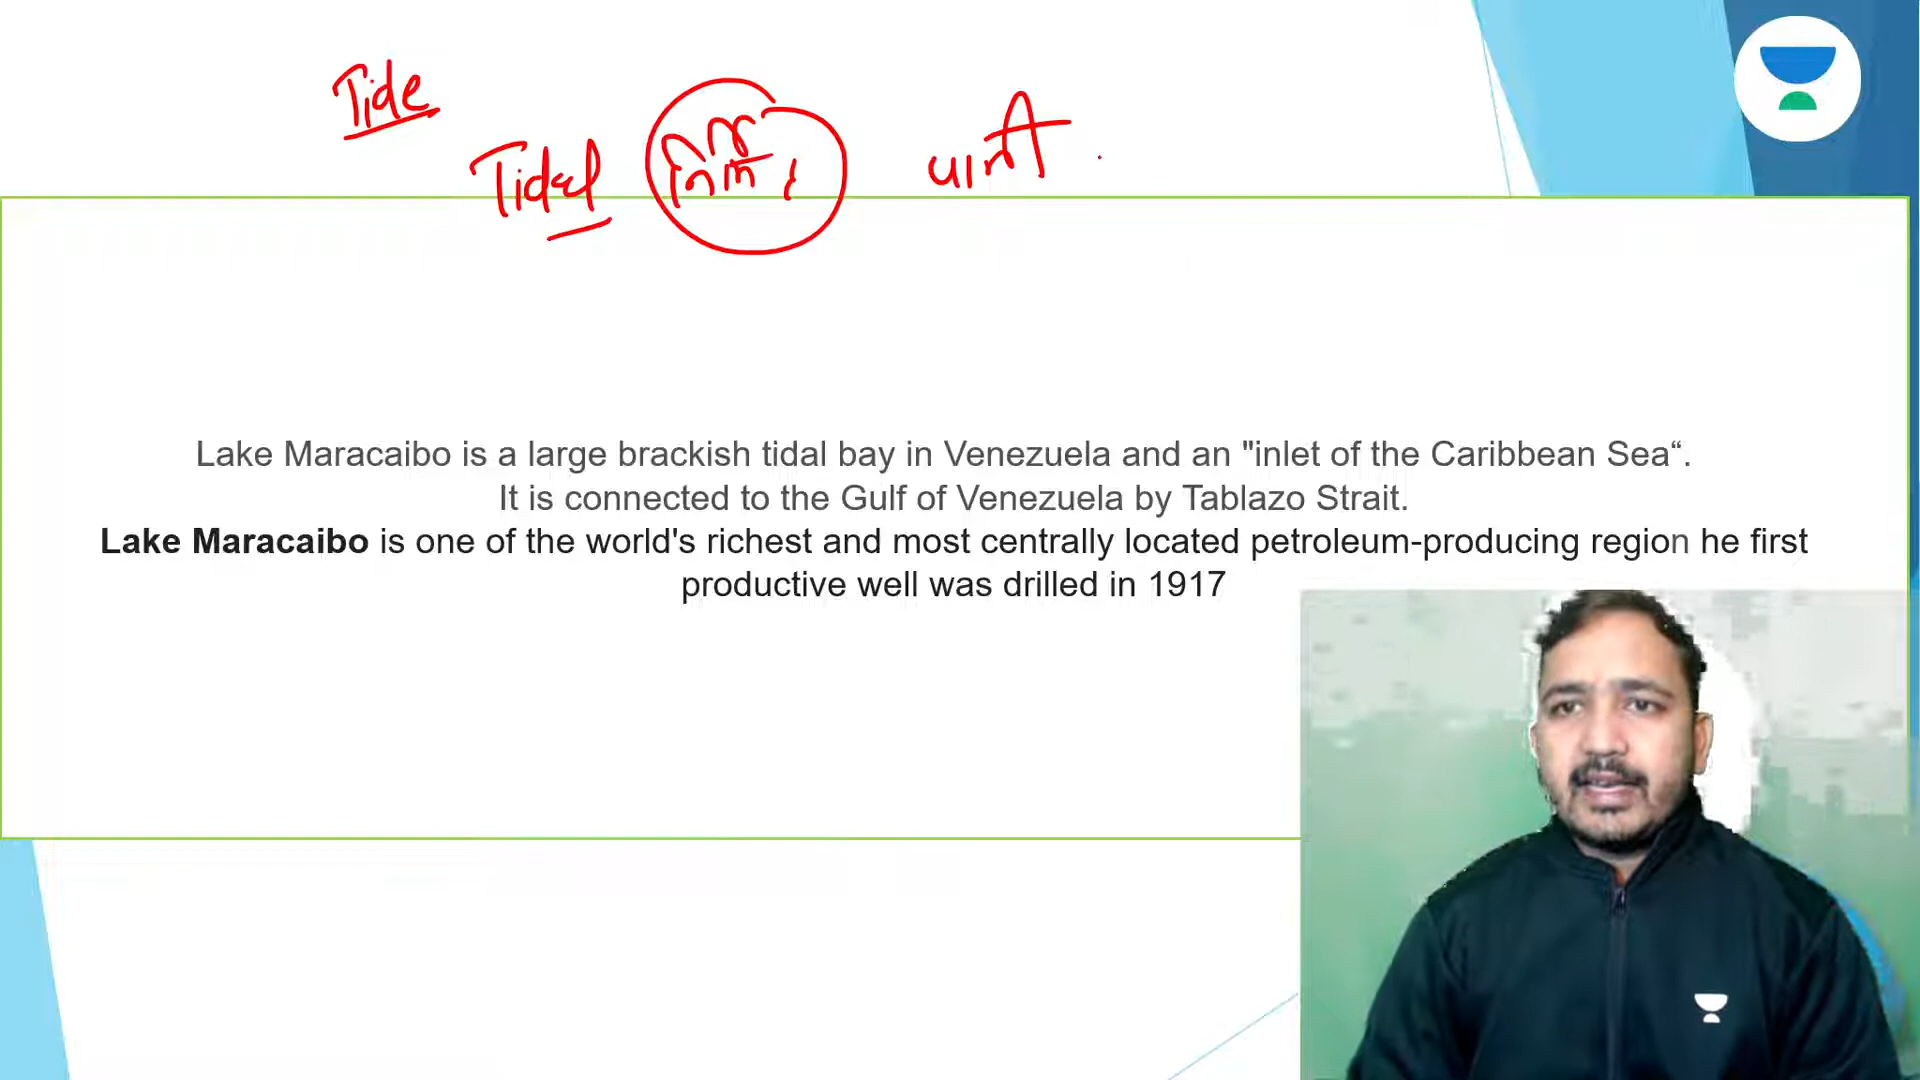 Tide
Tidal
Lake Maracaibo is a large brackish tidal bay in Venezuela and an "inlet of the Caribbean Sea“.
It is connected to the Gulf of Venezuela by Tablazo Strait.
Lake Maracaibo is one of the world's richest and most centrally located petroleum-producing region he first
productive well was drilled in 1917